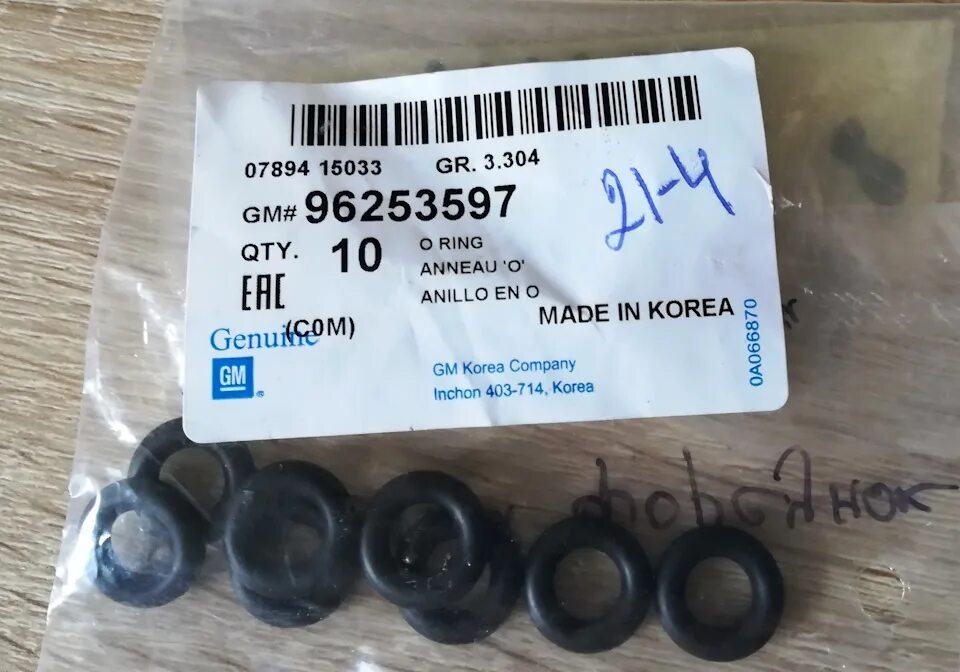 07894 15033 GR. 3.304
GM# 96253597
21-4
QTY. 10 O RING
ANNEAU 'O'
ANILLO EN O
EAC
(C0M)
MADE IN KOREA
Genuine
GM
GM Korea Company
Inchon 403-714, Korea
0A066870